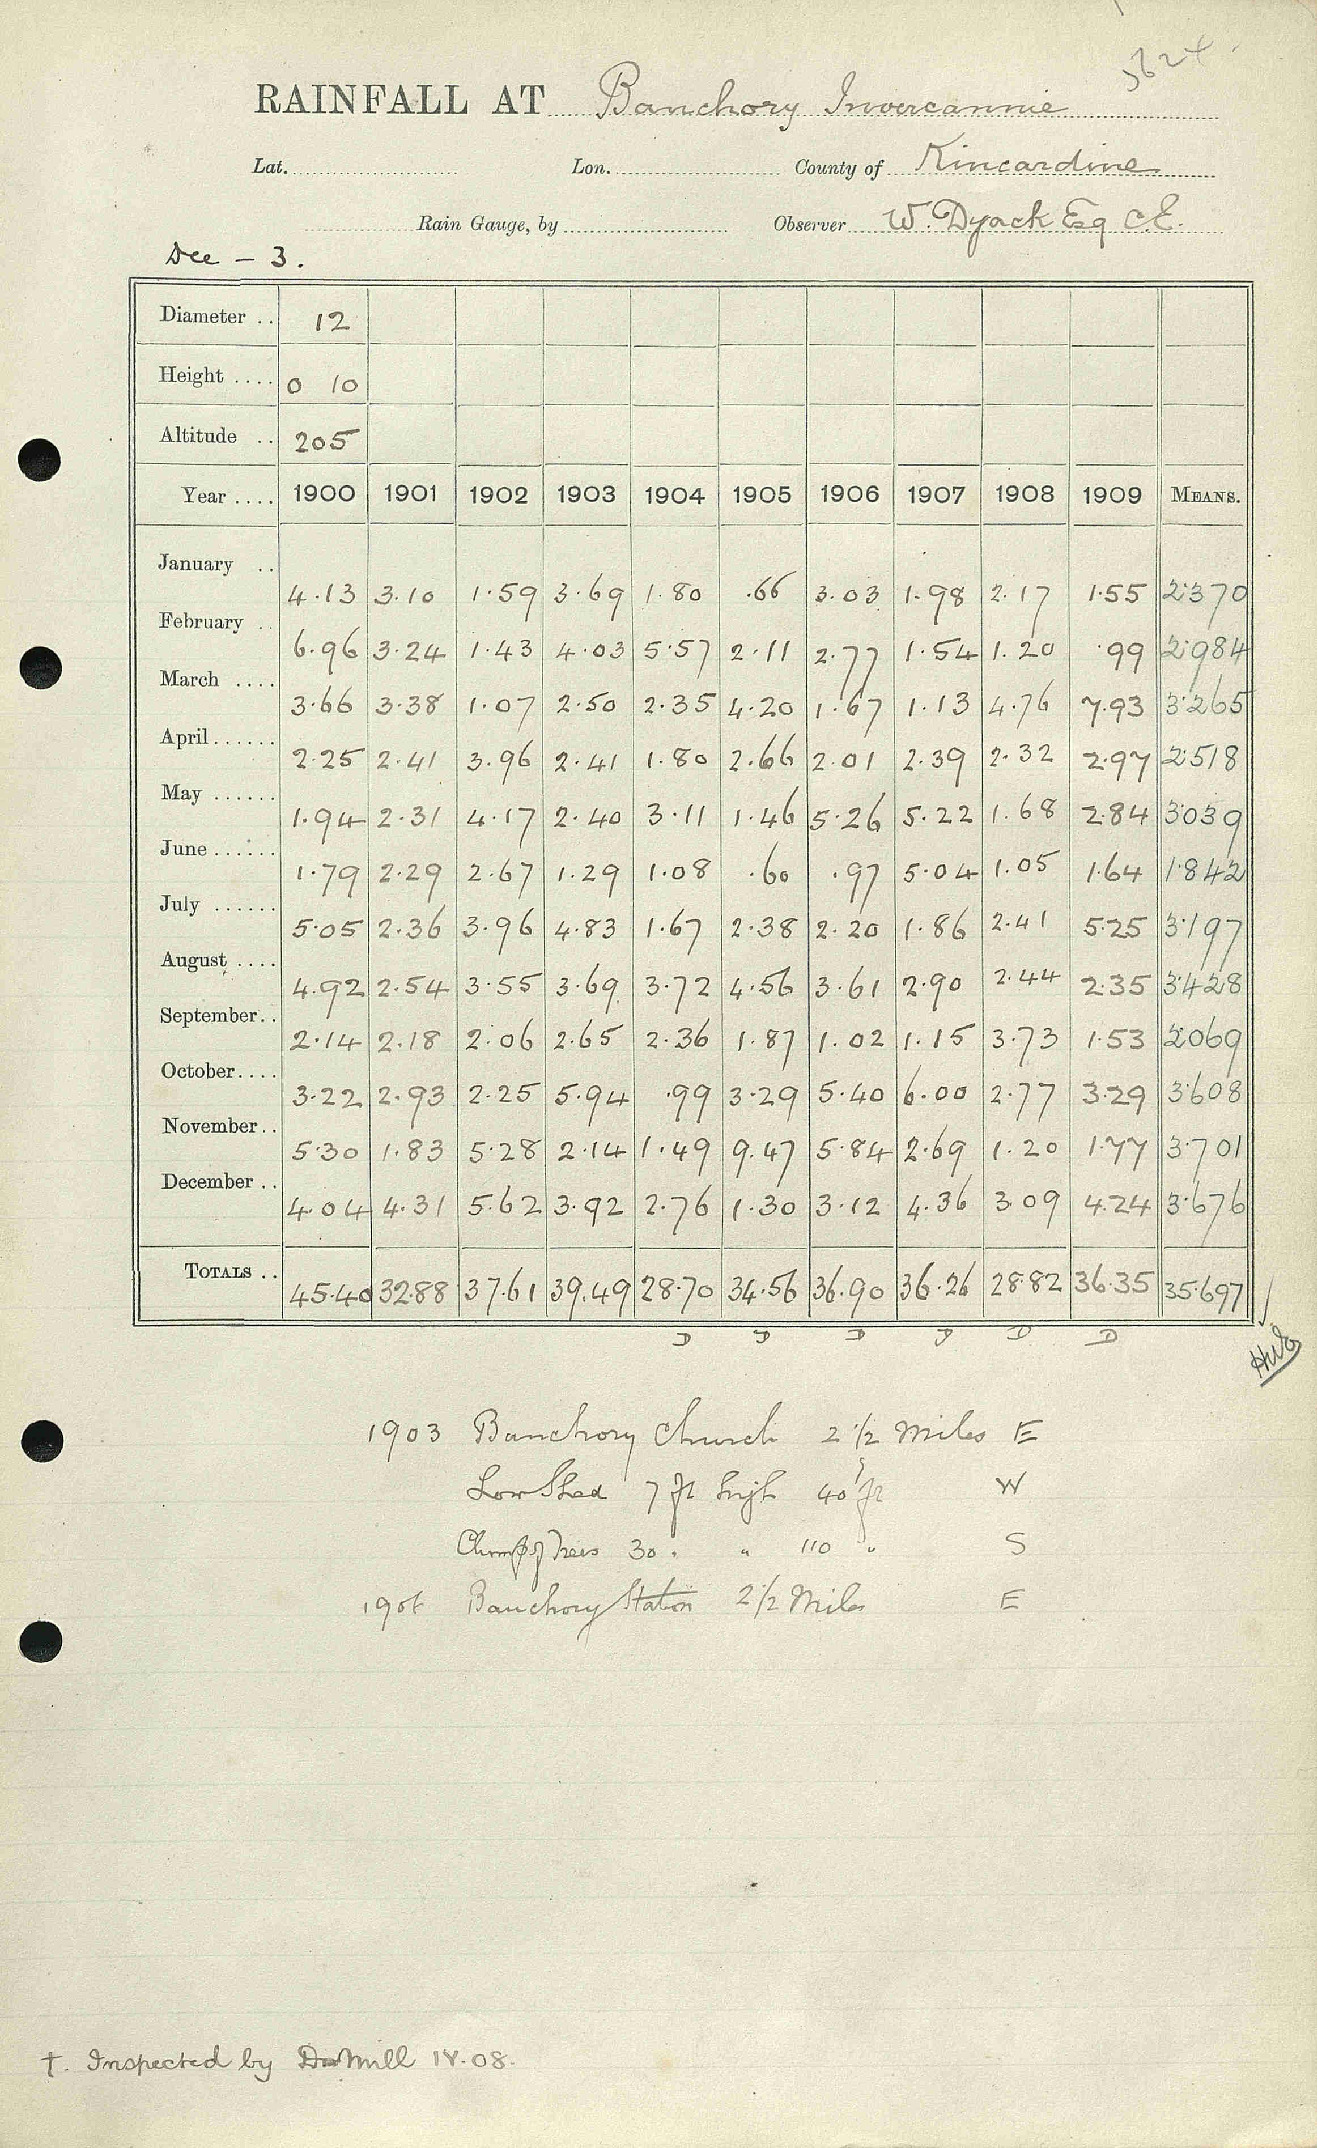 5624
RAINFALL AT Banchory Invercannie
Lat. Lon. County of Kincardine
Rain Gauge, by Observer W. Dyack Esq C.E.
Dee - 3.
Diameter .. 12
Height .... 0 10
Altitude .. 205
Year .... 1900 1901 1902 1903 1904 1905 1906 1907 1908 1909 MEANS.
January .. 4.13 3.10 1.59 3.69 1.80 .66 3.03 1.98 2.17 1.55 2.370
February .. 6.96 3.24 1.43 4.03 5.57 2.11 2.77 1.54 1.20 .99 2.984
March .... 3.66 3.38 1.07 2.50 2.35 4.20 1.67 1.13 4.76 7.93 3.265
April...... 2.25 2.41 3.96 2.41 1.80 2.66 2.01 2.39 2.32 2.97 2.518
May ...... 1.94 2.31 4.17 2.40 3.11 1.46 5.26 5.22 1.68 2.84 3.039
June ...... 1.79 2.29 2.67 1.29 1.08 .60 .97 5.04 1.05 1.64 1.842
July ...... 5.05 2.36 3.96 4.83 1.67 2.38 2.20 1.86 2.41 5.25 3.197
August .... 4.92 2.54 3.55 3.69 3.72 4.56 3.61 2.90 2.44 2.35 3.428
September.. 2.14 2.18 2.06 2.65 2.36 1.87 1.02 1.15 3.73 1.53 2.069
October.... 3.22 2.93 2.25 5.94 .99 3.29 5.40 6.00 2.77 3.29 3.608
November.. 5.30 1.83 5.28 2.14 1.49 9.47 5.84 2.69 1.20 1.77 3.701
December .. 4.04 4.31 5.62 3.92 2.76 1.30 3.12 4.36 3.09 4.24 3.676
TOTALS .. 45.40 32.88 37.61 39.49 28.70 34.56 36.90 36.26 28.82 36.35 35.697
D D D D D D
1903 Banchory Church 2 1/2 Miles E
Low Shed 7 ft high 40 ft W
Clump of Trees 30 " " 110 " S
Banchory Station 2 1/2 Miles E
†. Inspected by Dr Mill IV.08.